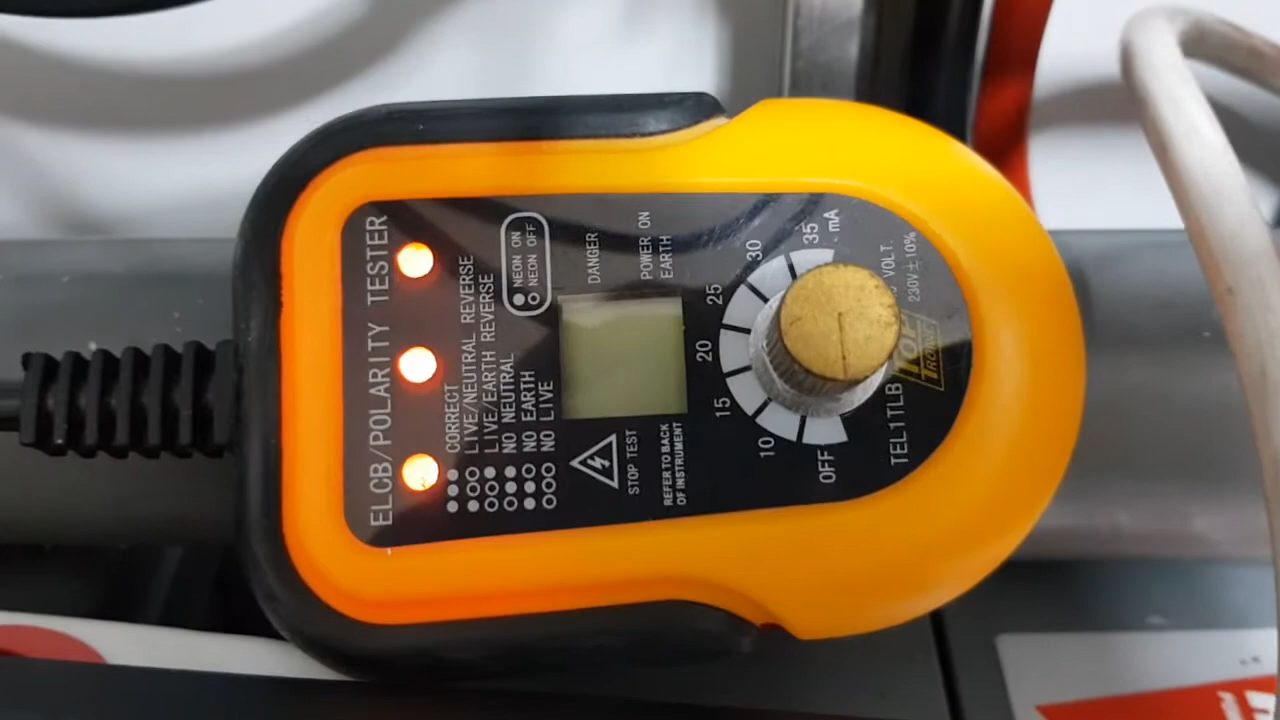 ELCB/POLARITY TESTER
●●● CORRECT
●○○ LIVE/NEUTRAL REVERSE
○○● LIVE/EARTH REVERSE
○●● NO NEUTRAL
●●○ NO EARTH
○○○ NO LIVE
● NEON ON
○ NEON OFF
STOP TEST
DANGER
REFER TO BACK
OF INSTRUMENT
POWER ON
EARTH
OFF
10
15
20
25
30
35
mA
VOLT.
230V±10%
TEL1TLB
TOP
TRONIC